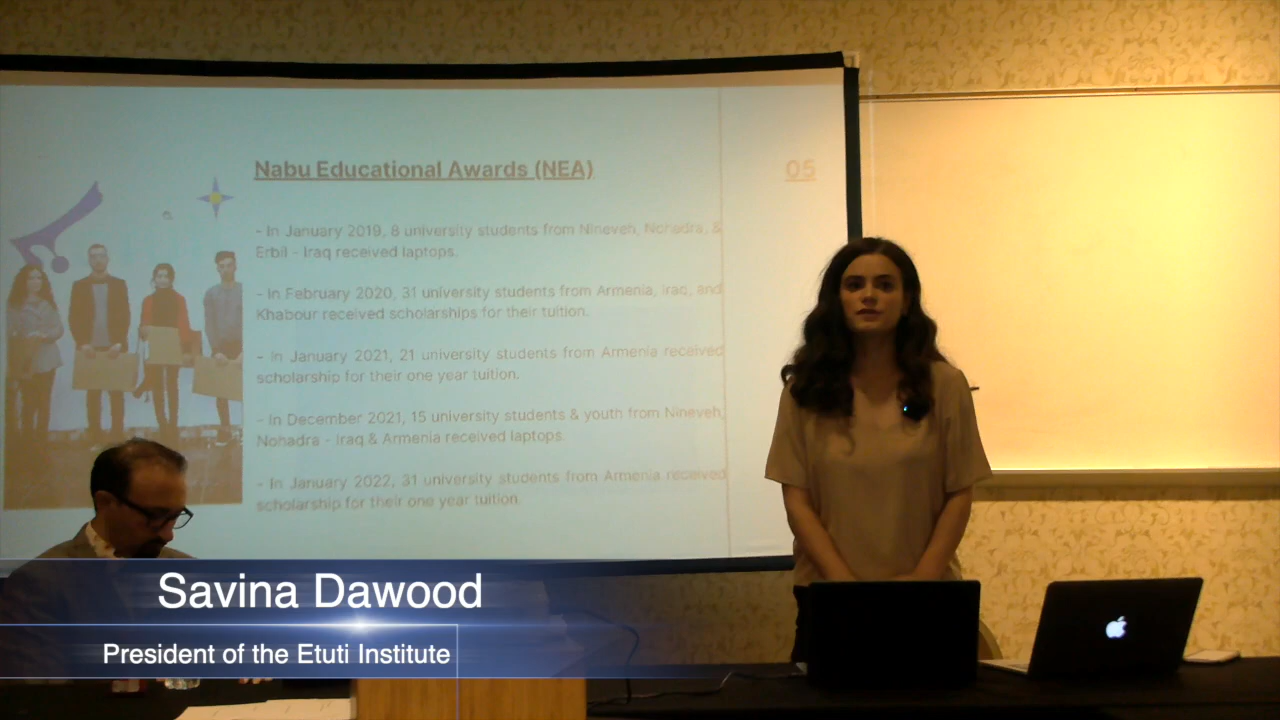 Nabu Educational Awards (NEA)
05
- In January 2019, 8 university students from Nineveh, Nohadra, &
Erbil - Iraq received laptops.
- In February 2020, 31 university students from Armenia, Iraq, and
Khabour received scholarships for their tuition.
- In January 2021, 21 university students from Armenia received
scholarship for their one year tuition.
- In December 2021, 15 university students & youth from Nineveh,
Nohadra - Iraq & Armenia received laptops.
- In January 2022, 31 university students from Armenia received
scholarship for their one year tuition.
Savina Dawood
President of the Etuti Institute